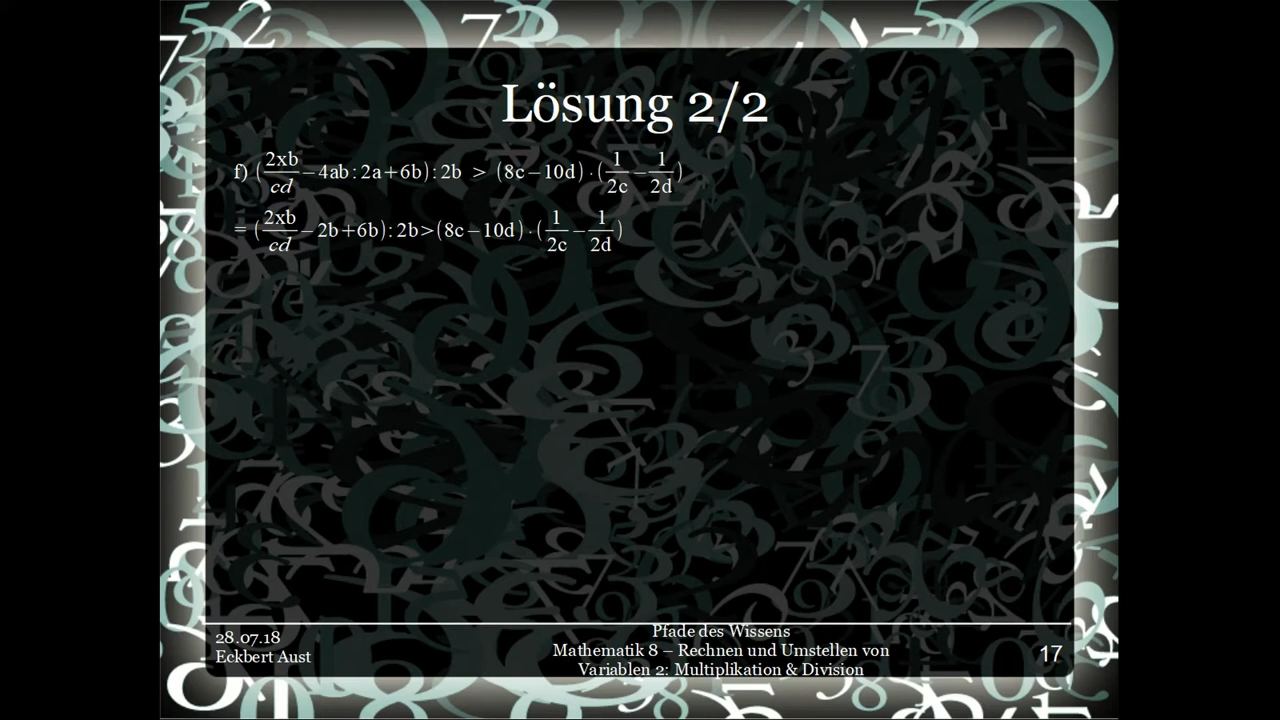 Lösung 2/2
f) (2xb/cd − 4ab : 2a + 6b) : 2b > (8c − 10d) · (1/2c − 1/2d)
= (2xb/cd − 2b + 6b) : 2b > (8c − 10d) · (1/2c − 1/2d)
28.07.18
Eckbert Aust
Pfade des Wissens
Mathematik 8 – Rechnen und Umstellen von
Variablen 2: Multiplikation & Division
17